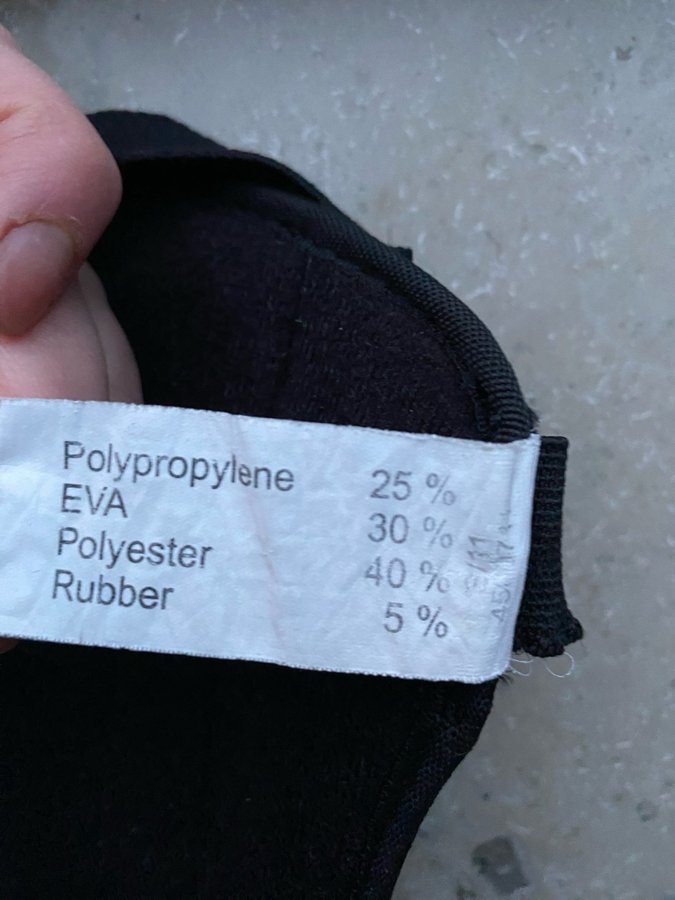 Polypropylene 25 %
EVA 30 %
Polyester 40 %
Rubber 5 %